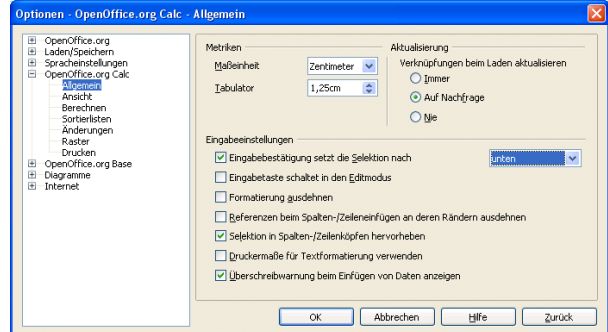 Optionen - OpenOffice.org Calc - Allgemein
OpenOffice.org
Laden/Speichern
Spracheinstellungen
OpenOffice.org Calc
Allgemein
Ansicht
Berechnen
Sortierlisten
Änderungen
Raster
Drucken
OpenOffice.org Base
Diagramme
Internet
Metriken
Maßeinheit Zentimeter
Tabulator 1,25cm
Aktualisierung
Verknüpfungen beim Laden aktualisieren
Immer
Auf Nachfrage
Nie
Eingabeeinstellungen
Eingabebestätigung setzt die Selektion nach unten
Eingabetaste schaltet in den Editmodus
Formatierung ausdehnen
Referenzen beim Spalten-/Zeileneinfügen an deren Rändern ausdehnen
Selektion in Spalten-/Zeilenköpfen hervorheben
Druckermaße für Textformatierung verwenden
Überschreibwarnung beim Einfügen von Daten anzeigen
OK Abbrechen Hilfe Zurück